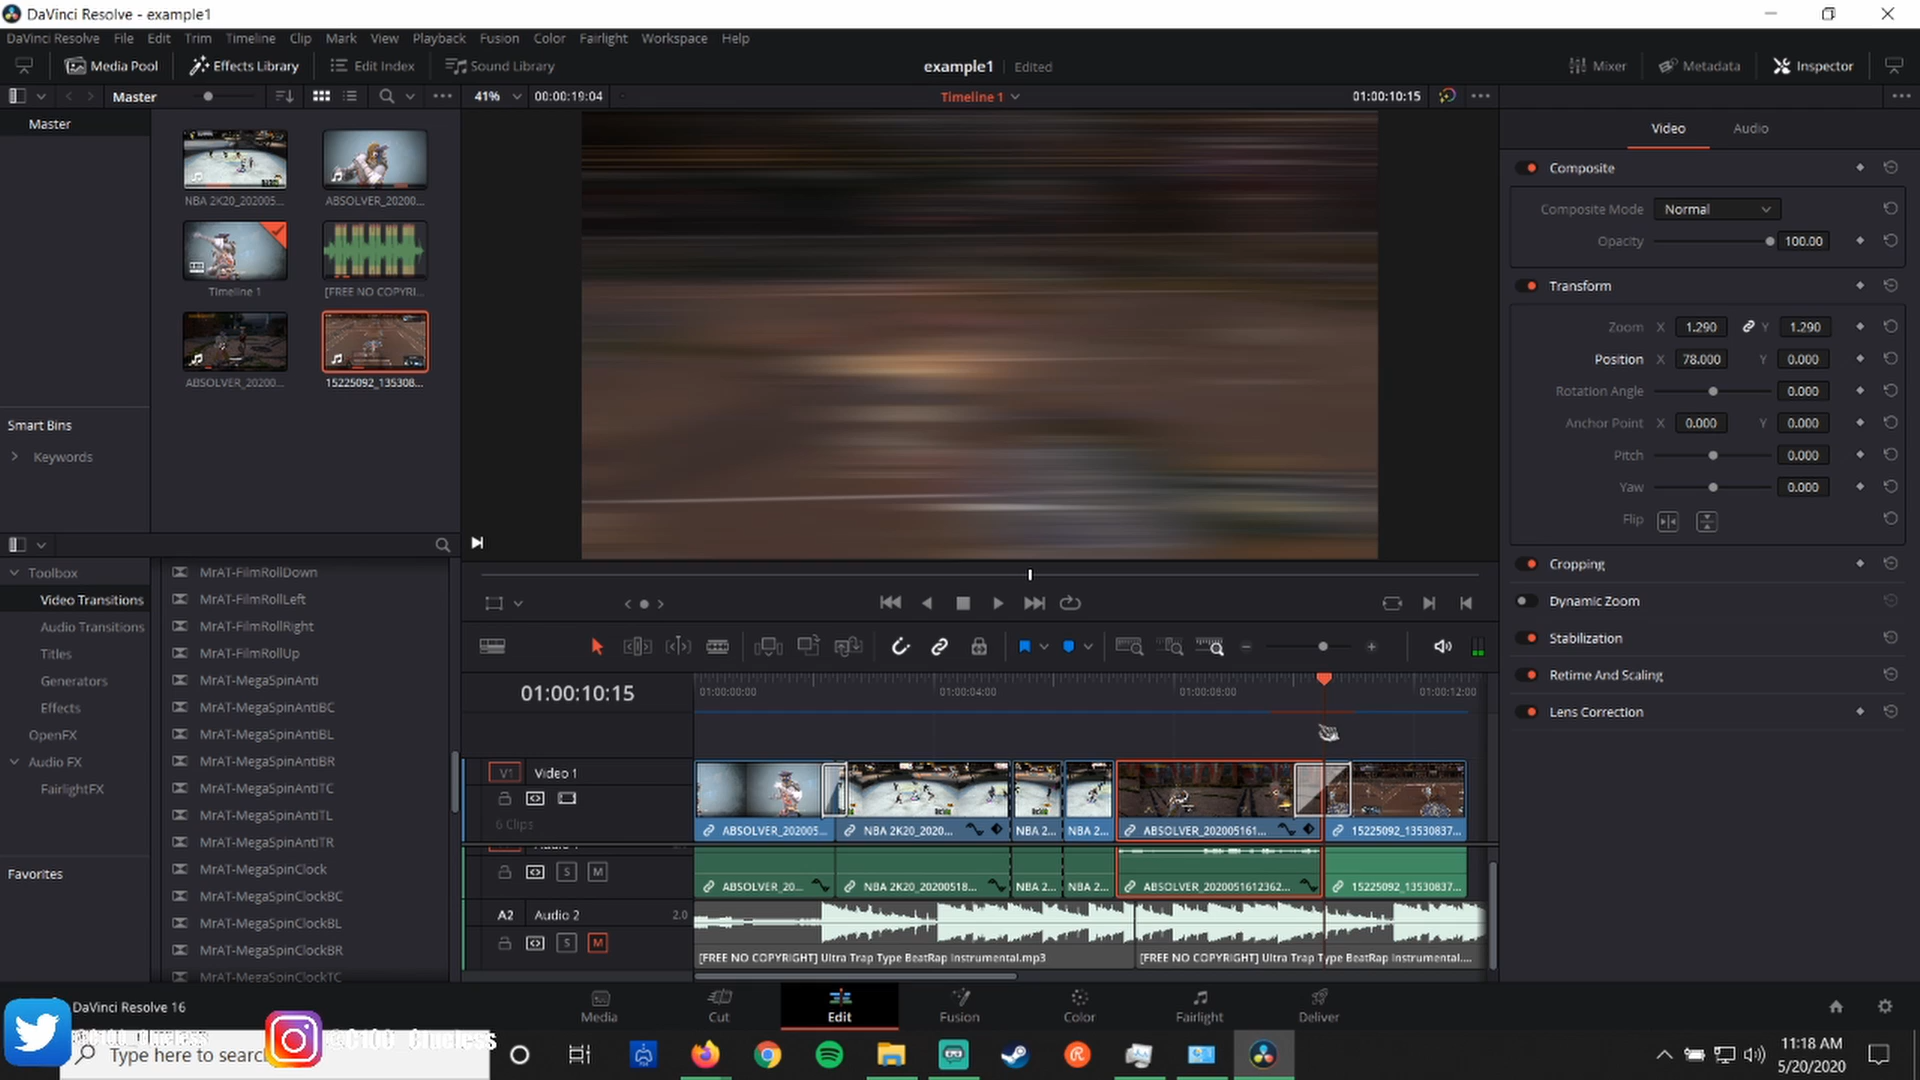 DaVinci Resolve - example1
DaVinci Resolve File Edit Trim Timeline Clip Mark View Playback Fusion Color Fairlight Workspace Help
Media Pool Effects Library Edit Index Sound Library example1 Edited Mixer Metadata Inspector
Master 41% 00:00:19:04 Timeline 1 01:00:10:15
Master
NBA 2K20_202005... ABSOLVER_20200...
Timeline 1 [FREE NO COPYRI...
ABSOLVER_20200... 15225092_135308...
Smart Bins
Keywords
Video Audio
Composite
Composite Mode Normal
Opacity 100.00
Transform
Zoom X 1.290 Y 1.290
Position X 78.000 Y 0.000
Rotation Angle 0.000
Anchor Point X 0.000 Y 0.000
Pitch 0.000
Yaw 0.000
Flip
Cropping
Dynamic Zoom
Stabilization
Retime And Scaling
Lens Correction
Toolbox
Video Transitions
Audio Transitions
Titles
Generators
Effects
OpenFX
Audio FX
FairlightFX
Favorites
MrAT-FilmRollDown
MrAT-FilmRollLeft
MrAT-FilmRollRight
MrAT-FilmRollUp
MrAT-MegaSpinAnti
MrAT-MegaSpinAntiBC
MrAT-MegaSpinAntiBL
MrAT-MegaSpinAntiBR
MrAT-MegaSpinAntiTC
MrAT-MegaSpinAntiTL
MrAT-MegaSpinAntiTR
MrAT-MegaSpinClock
MrAT-MegaSpinClockBC
MrAT-MegaSpinClockBL
MrAT-MegaSpinClockBR
MrAT-MegaSpinClockTC
01:00:10:15 01:00:00:00 01:00:04:00 01:00:08:00 01:00:12:00
V1 Video 1
6 Clips
ABSOLVER_202005... NBA 2K20_2020... NBA 2... NBA 2... ABSOLVER_202005161... 15225092_13530837...
S M
ABSOLVER_20... NBA 2K20_20200518... NBA 2... NBA 2... ABSOLVER_2020051612362... 15225092_13530837...
A2 Audio 2 2.0
S M
[FREE NO COPYRIGHT] Ultra Trap Type BeatRap Instrumental.mp3 [FREE NO COPYRIGHT] Ultra Trap Type BeatRap Instrumental....
DaVinci Resolve 16
Media Cut Edit Fusion Color Fairlight Deliver
Type here to searc
11:18 AM
5/20/2020